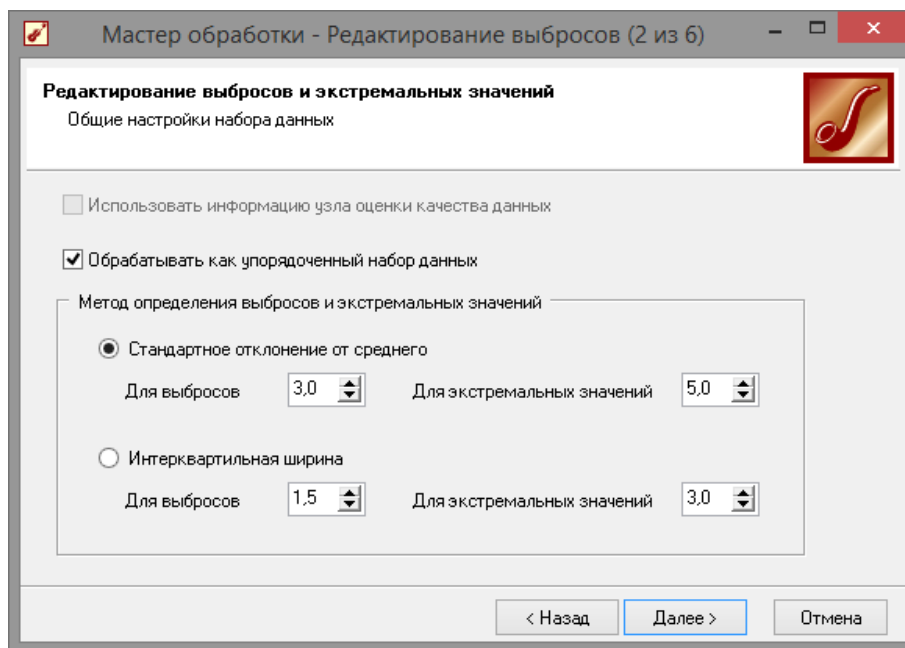 Мастер обработки - Редактирование выбросов (2 из 6)
Редактирование выбросов и экстремальных значений
Общие настройки набора данных
Использовать информацию узла оценки качества данных
Обрабатывать как упорядоченный набор данных
Метод определения выбросов и экстремальных значений
Стандартное отклонение от среднего
Для выбросов 3,0 Для экстремальных значений 5,0
Интерквартильная ширина
Для выбросов 1,5 Для экстремальных значений 3,0
< Назад Далее > Отмена